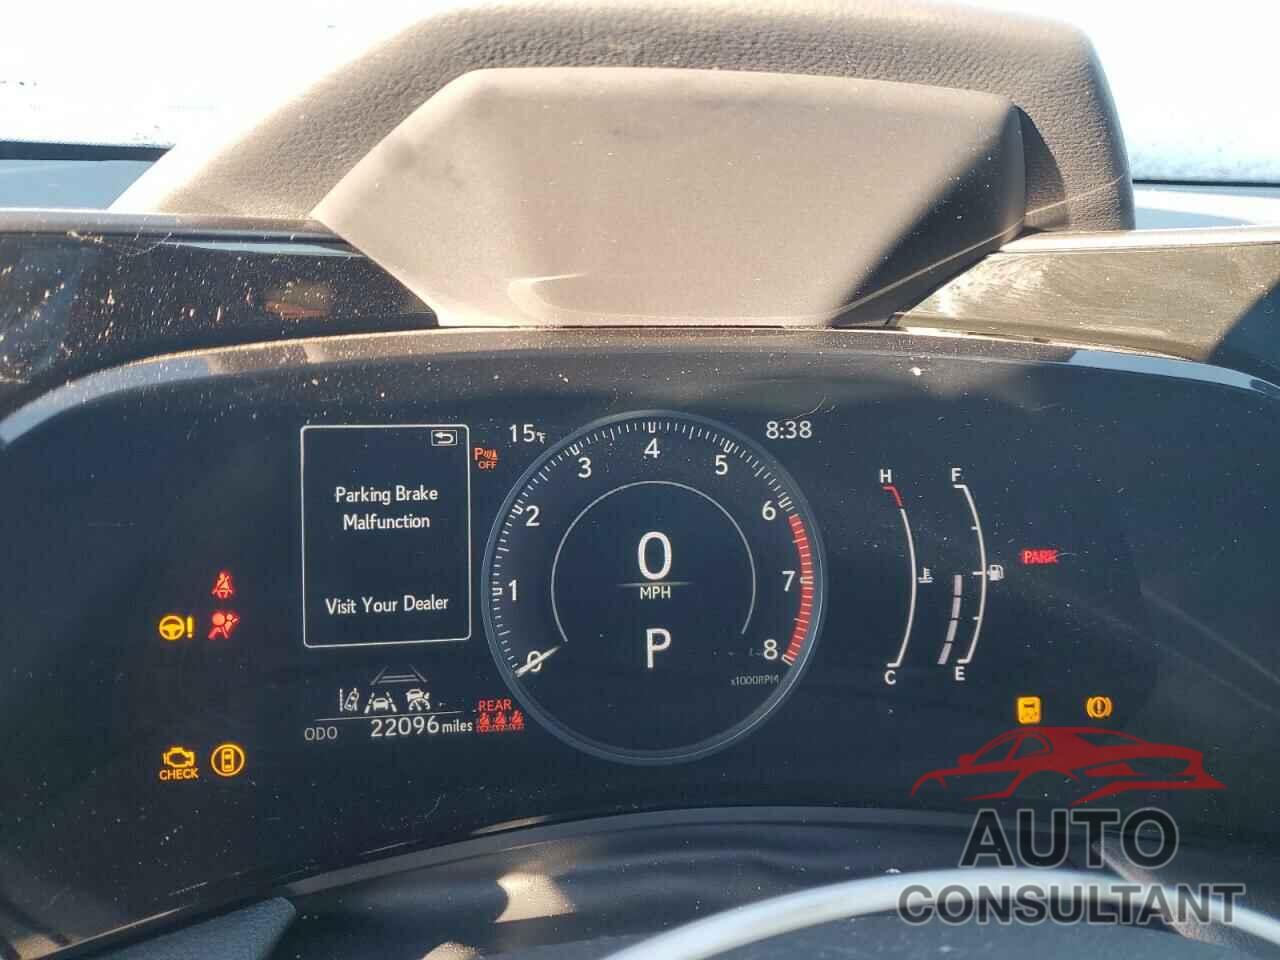 15°F
8:38
Parking Brake
Malfunction
Visit Your Dealer
P
OFF
0
1
2
3
4
5
6
7
8
x1000RPM
0
MPH
P
H
C
F
E
PARK
REAR
ODO 22096 miles
CHECK
AUTO
CONSULTANT